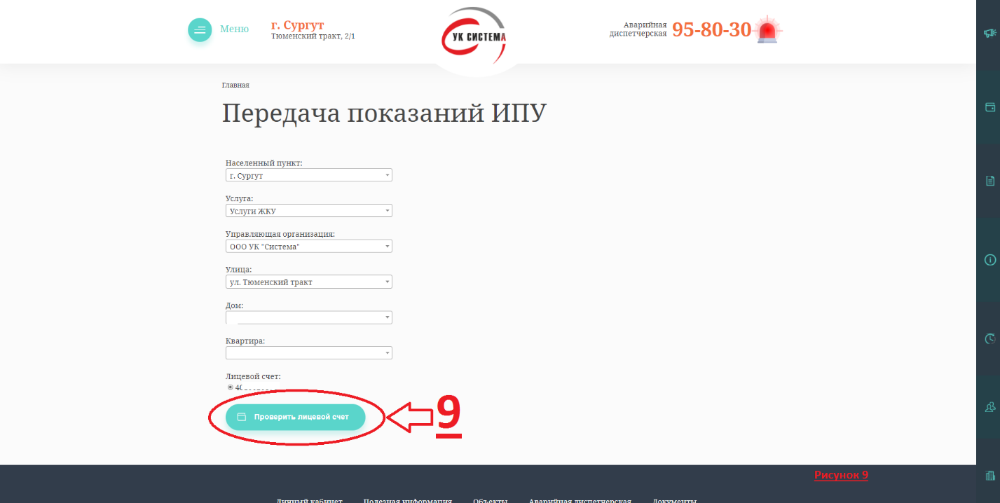 Меню
г. Сургут
Тюменский тракт, 2/1
УК СИСТЕМА
Аварийная
диспетчерская
95-80-30
Главная
Передача показаний ИПУ
Населенный пункт:
г. Сургут
Услуга:
Услуги ЖКУ
Управляющая организация:
ООО УК "Система"
Улица:
ул. Тюменский тракт
Дом:
Квартира:
Лицевой счет:
Проверить лицевой счет
9
Рисунок 9
Личный кабинет Полезная информация Объекты Аварийная диспетчерская Документы